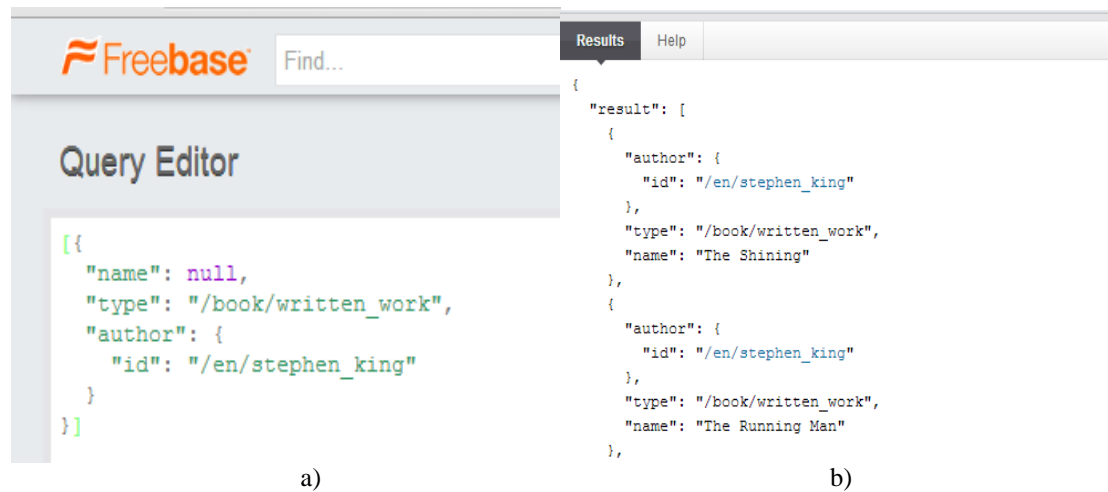 Freebase
Find...
Query Editor
[{
  "name": null,
  "type": "/book/written_work",
  "author": {
    "id": "/en/stephen_king"
  }
}]
a)
Results Help
{
  "result": [
    {
      "author": {
        "id": "/en/stephen_king"
      },
      "type": "/book/written_work",
      "name": "The Shining"
    },
    {
      "author": {
        "id": "/en/stephen_king"
      },
      "type": "/book/written_work",
      "name": "The Running Man"
    },
b)